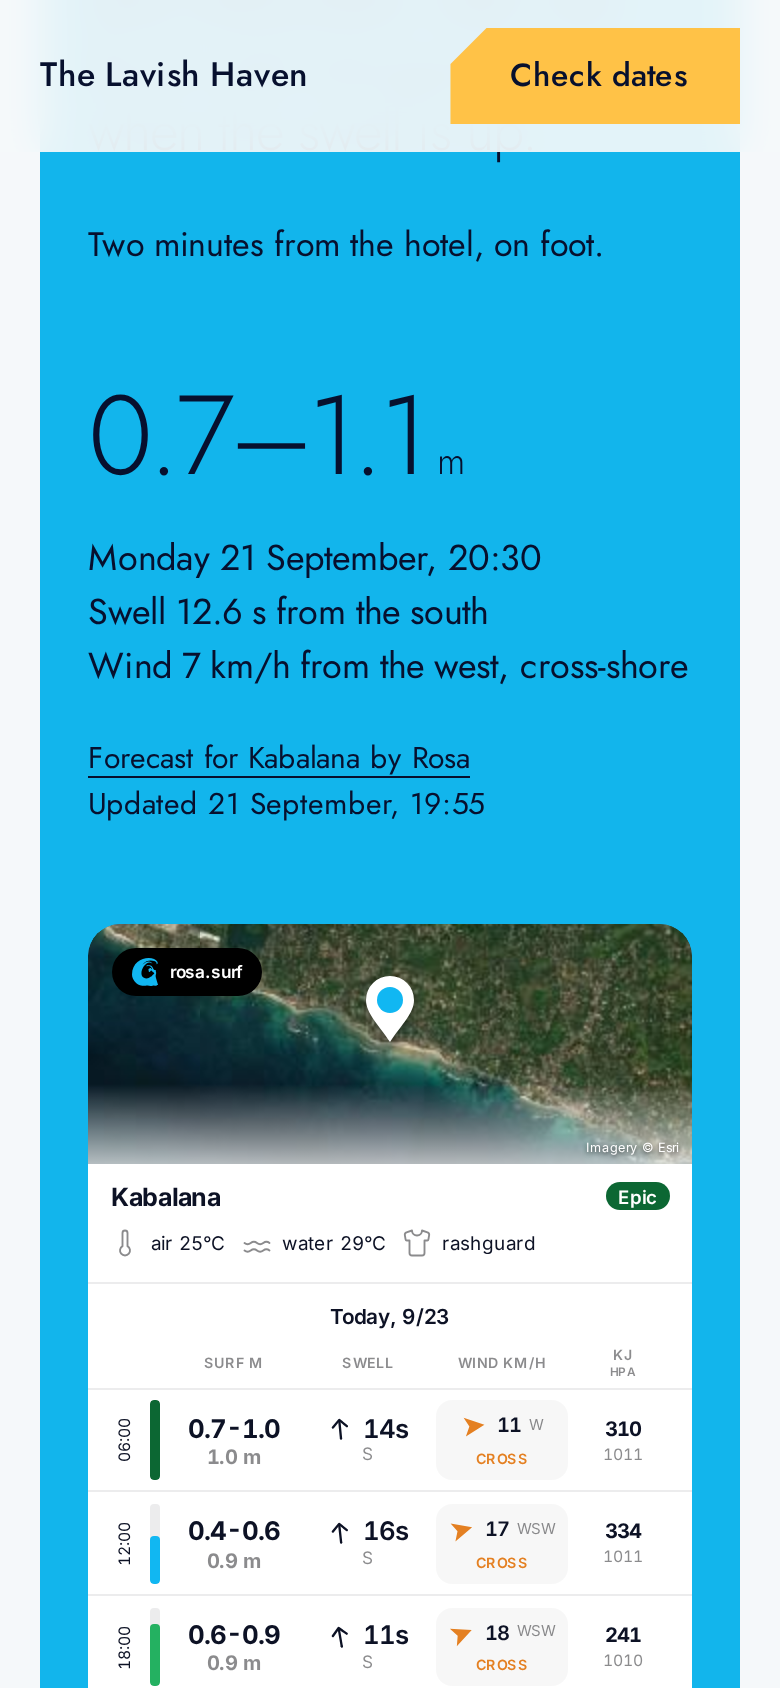 The Lavish Haven
Check dates
when the swell is up.
Two minutes from the hotel, on foot.
0.7–1.1 m
Monday 21 September, 20:30
Swell 12.6 s from the south
Wind 7 km/h from the west, cross-shore
Forecast for Kabalana by Rosa
Updated 21 September, 19:55
rosa.surf
Imagery © Esri
Kabalana
Epic
air 25°C water 29°C rashguard
Today, 9/23
SURF M SWELL WIND KM/H KJ
HPA
06:00 0.7-1.0 14s 11 W 310
1.0 m S CROSS 1011
12:00 0.4-0.6 16s 17 WSW 334
0.9 m S CROSS 1011
18:00 0.6-0.9 11s 18 WSW 241
0.9 m S CROSS 1010